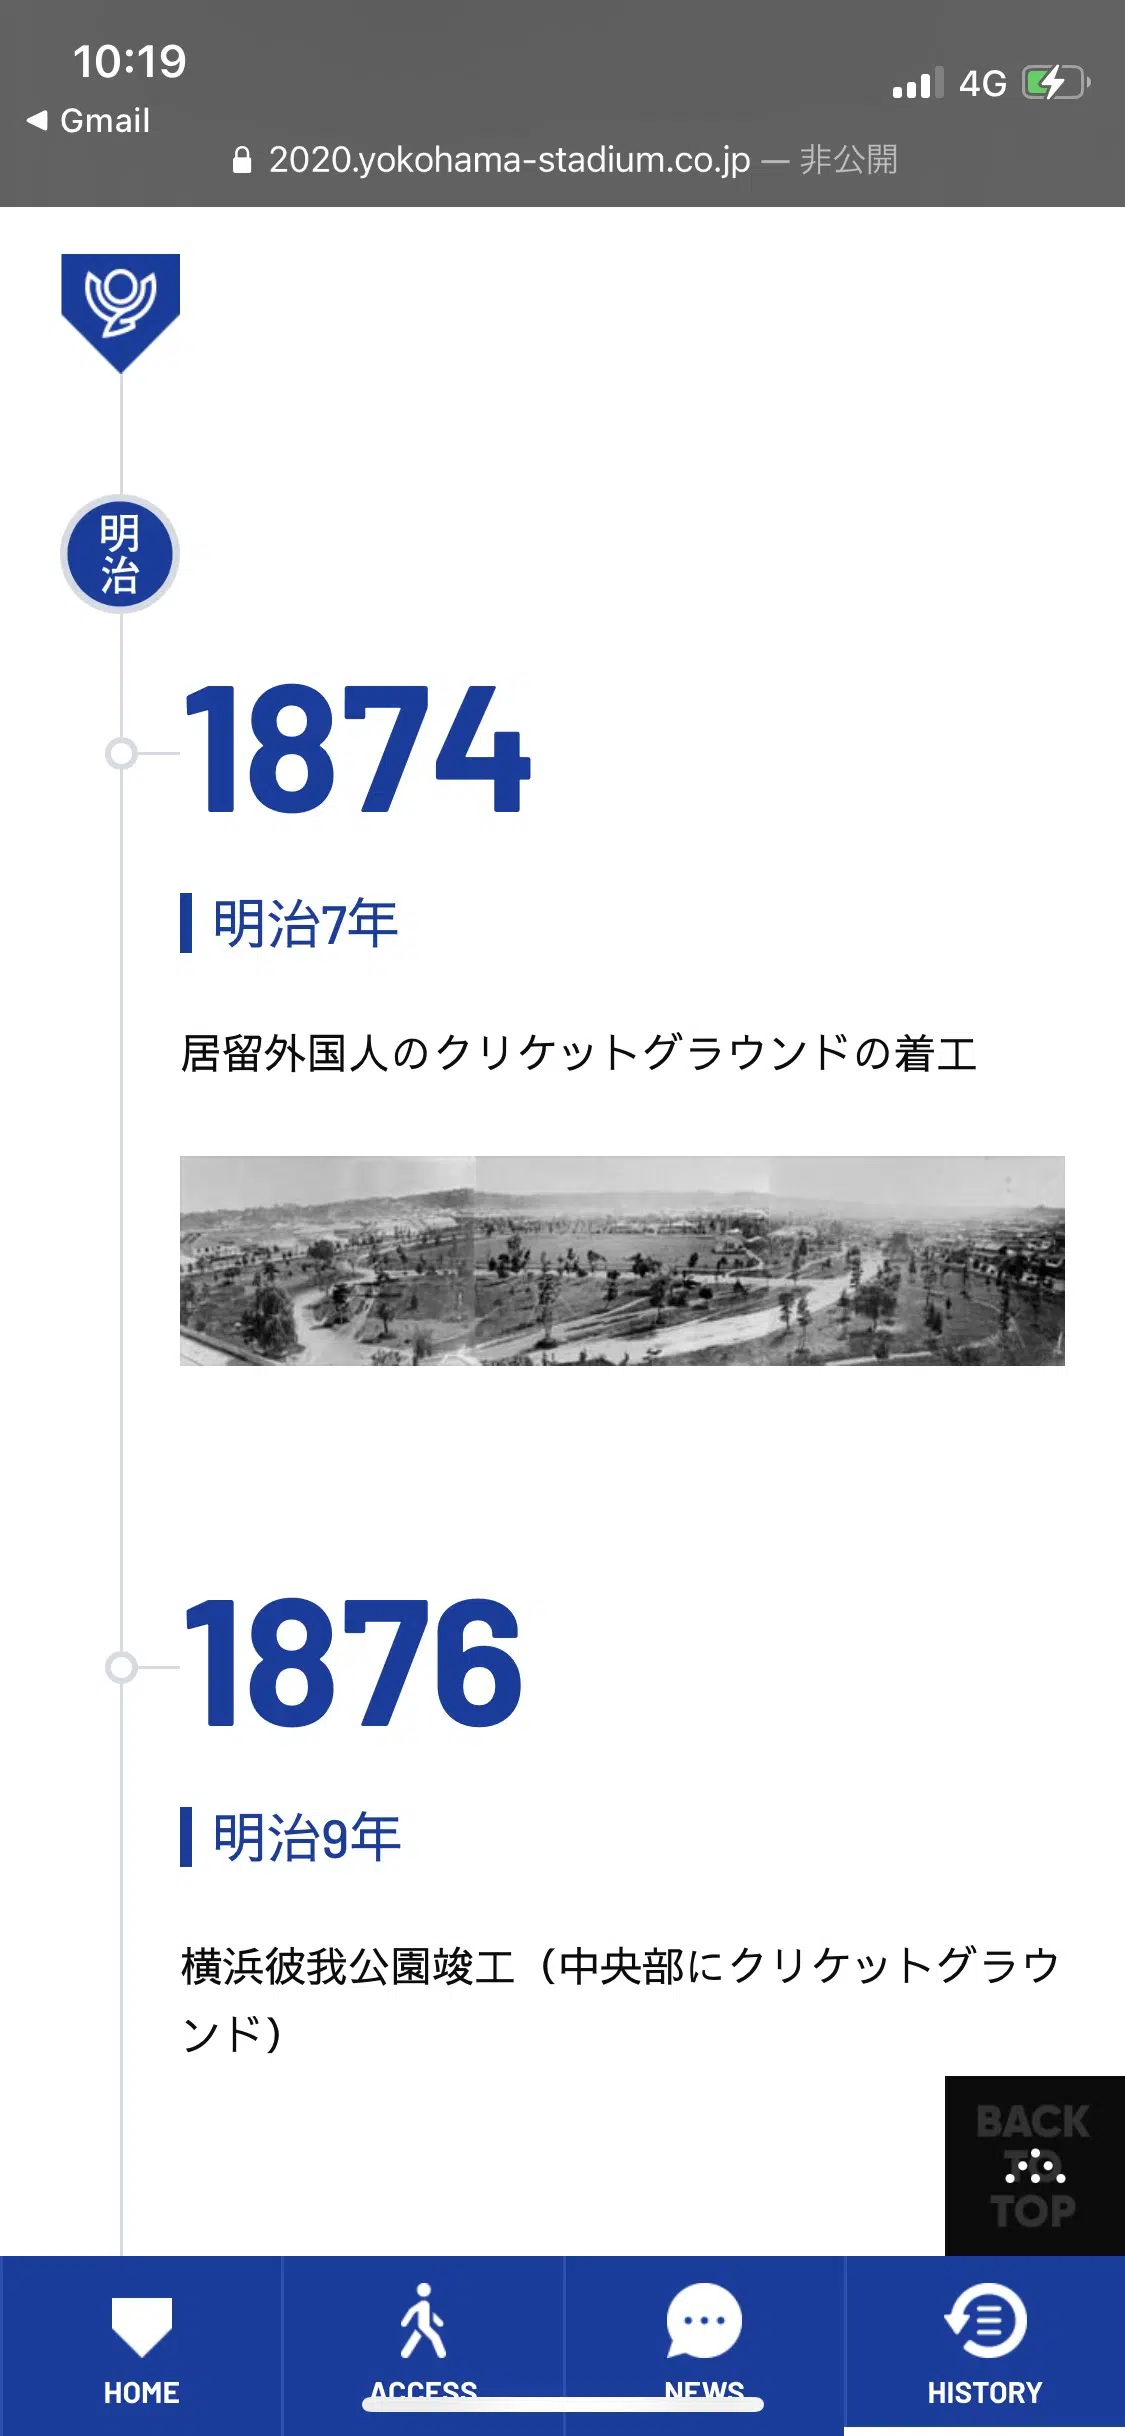 10:19
4G
◀ Gmail
2020.yokohama-stadium.co.jp — 非公開
明治
1874
明治7年
居留外国人のクリケットグラウンドの着工
1876
明治9年
横浜彼我公園竣工（中央部にクリケットグラウ
ンド）
BACK
TO
TOP
HOME
ACCESS
NEWS
HISTORY